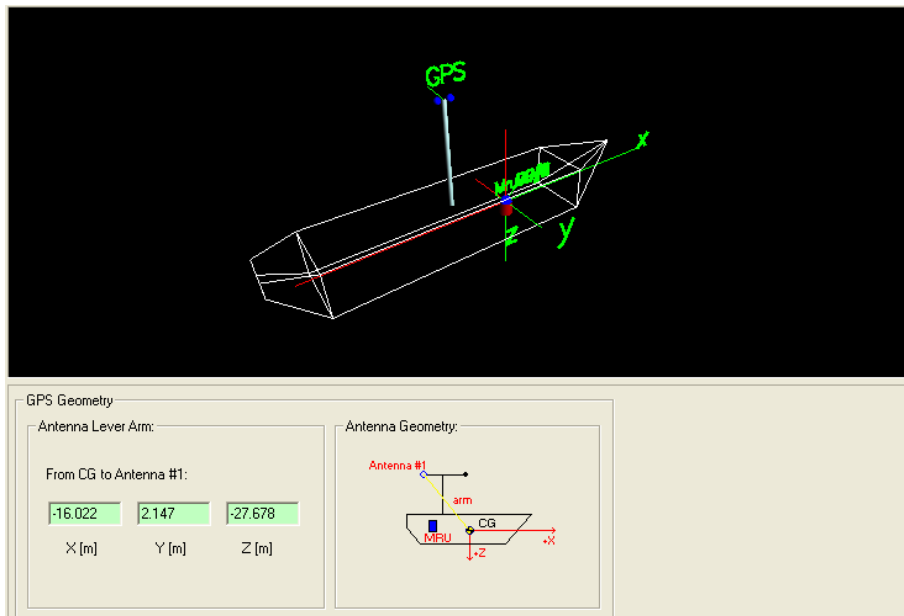 GPS
x
z
y
GPS Geometry
Antenna Lever Arm:
Antenna Geometry:
From CG to Antenna #1:
-16.022 2.147 -27.678
X [m] Y [m] Z [m]
Antenna #1
arm
CG
MRU
+X
+Z